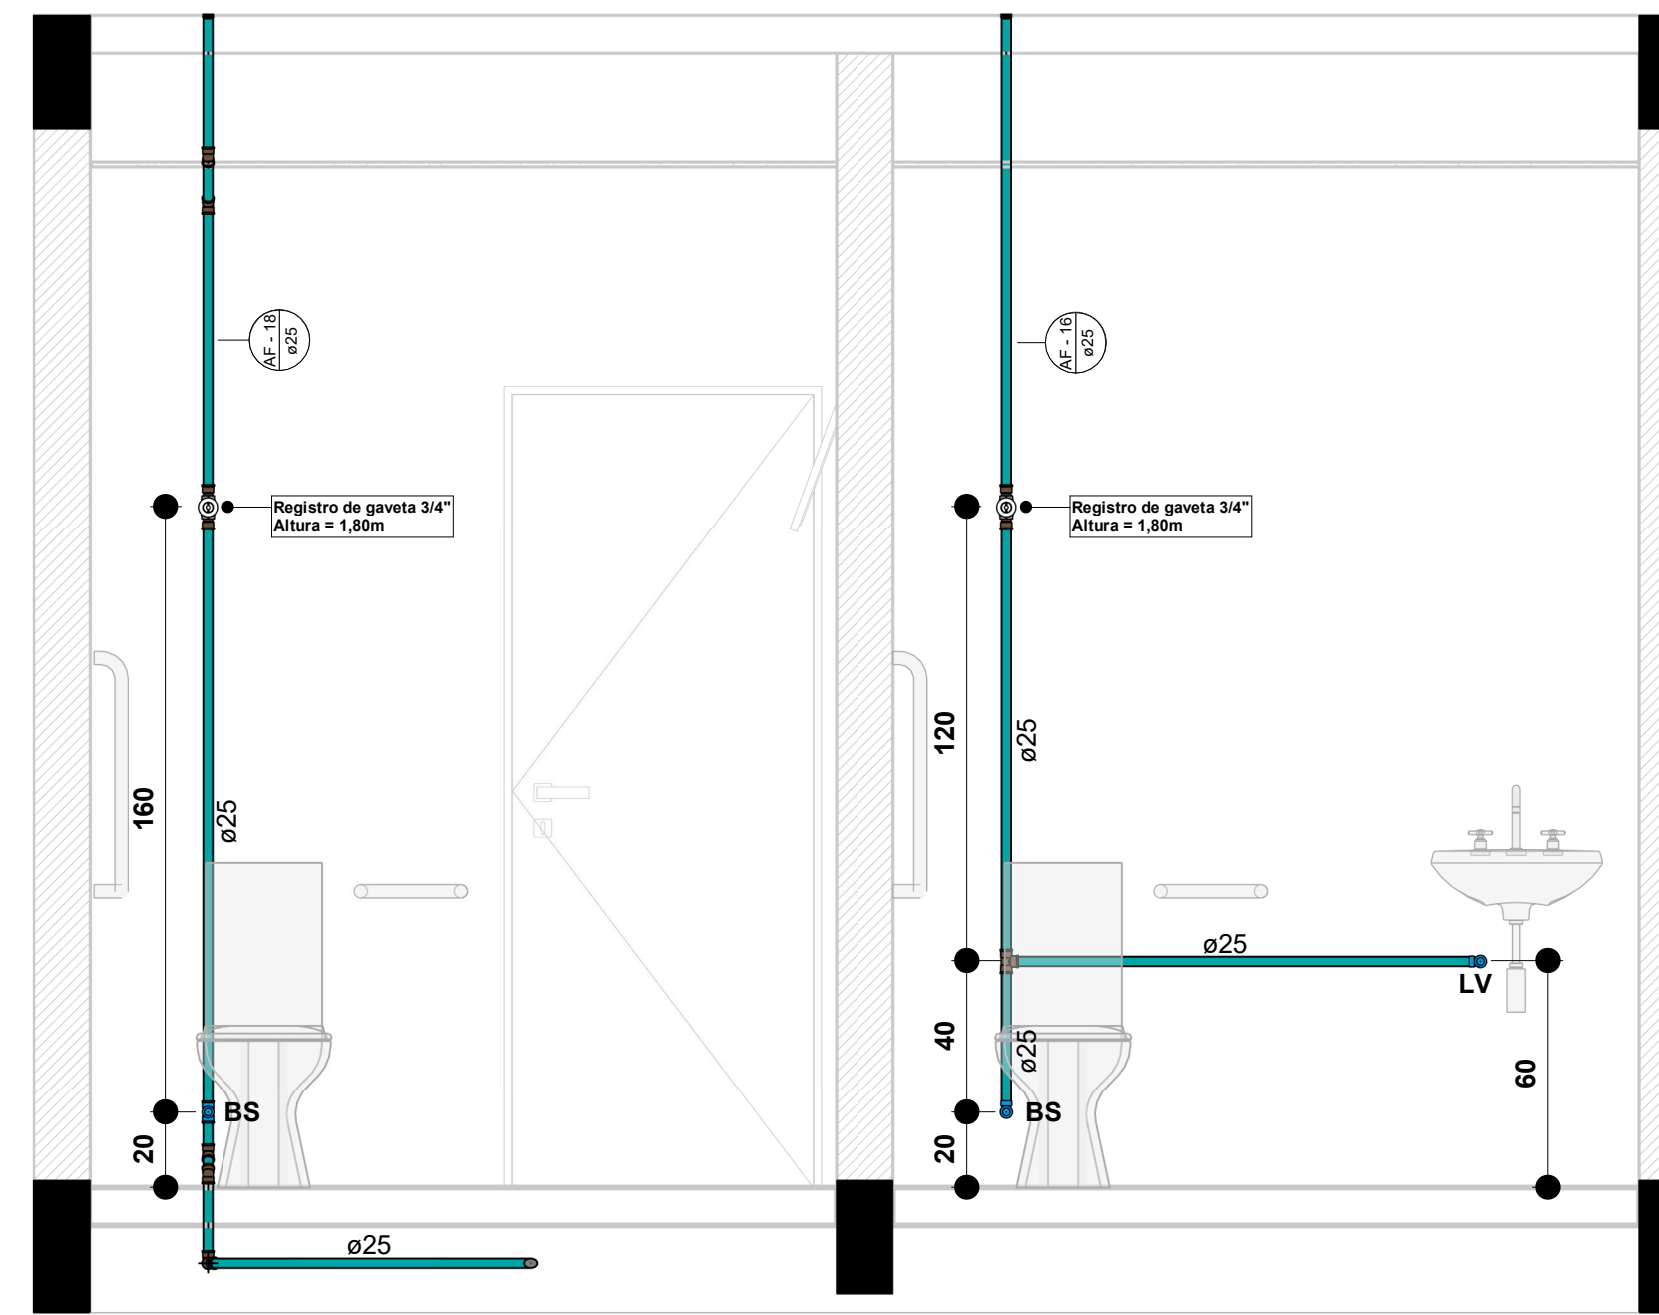 AF - 18
ø25
AF - 16
ø25
Registro de gaveta 3/4"
Altura = 1,80m
Registro de gaveta 3/4"
Altura = 1,80m
120
ø25
160
ø25
ø25
LV
40
ø25
60
BS
BS
20
20
ø25